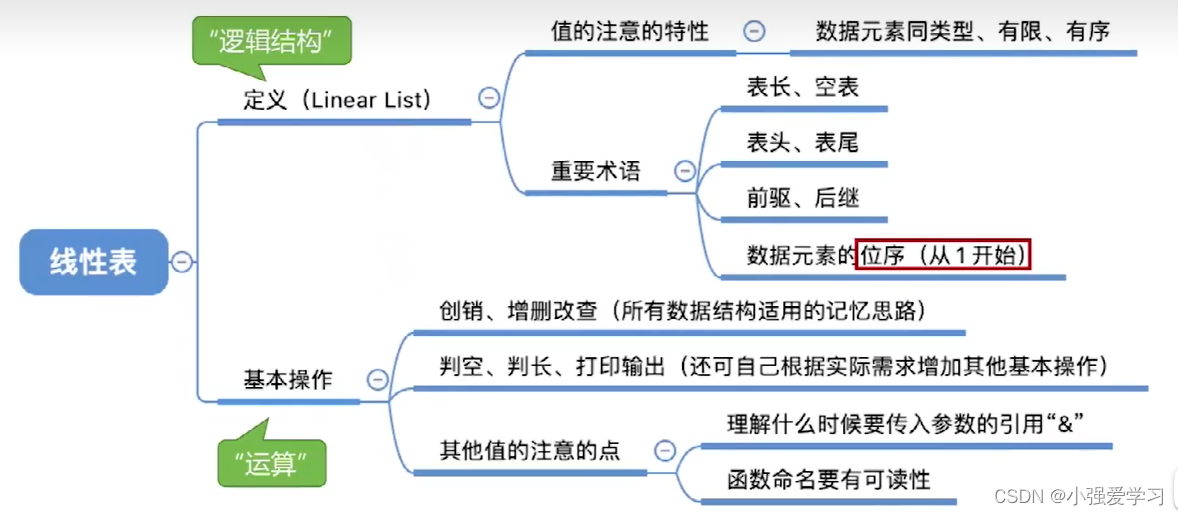 “逻辑结构”
值的注意的特性
数据元素同类型、有限、有序
定义（Linear List）
表长、空表
表头、表尾
重要术语
前驱、后继
数据元素的位序（从1开始）
线性表
创销、增删改查（所有数据结构适用的记忆思路）
判空、判长、打印输出（还可自己根据实际需求增加其他基本操作）
基本操作
理解什么时候要传入参数的引用“&”
其他值的注意的点
“运算”
函数命名要有可读性
CSDN @小强爱学习